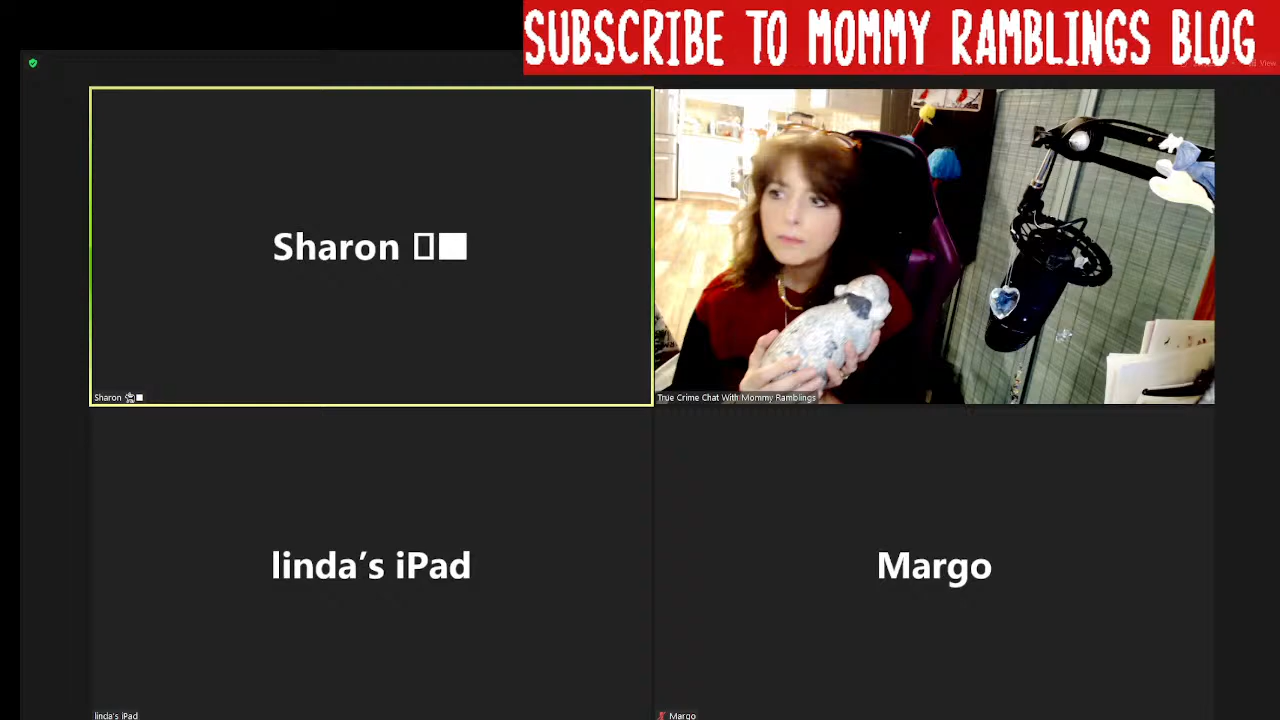 SUBSCRIBE TO MOMMY RAMBLINGS BLOG
View
Sharon
Sharon
True Crime Chat With Mommy Ramblings
linda's iPad
Margo
linda's iPad
Margo